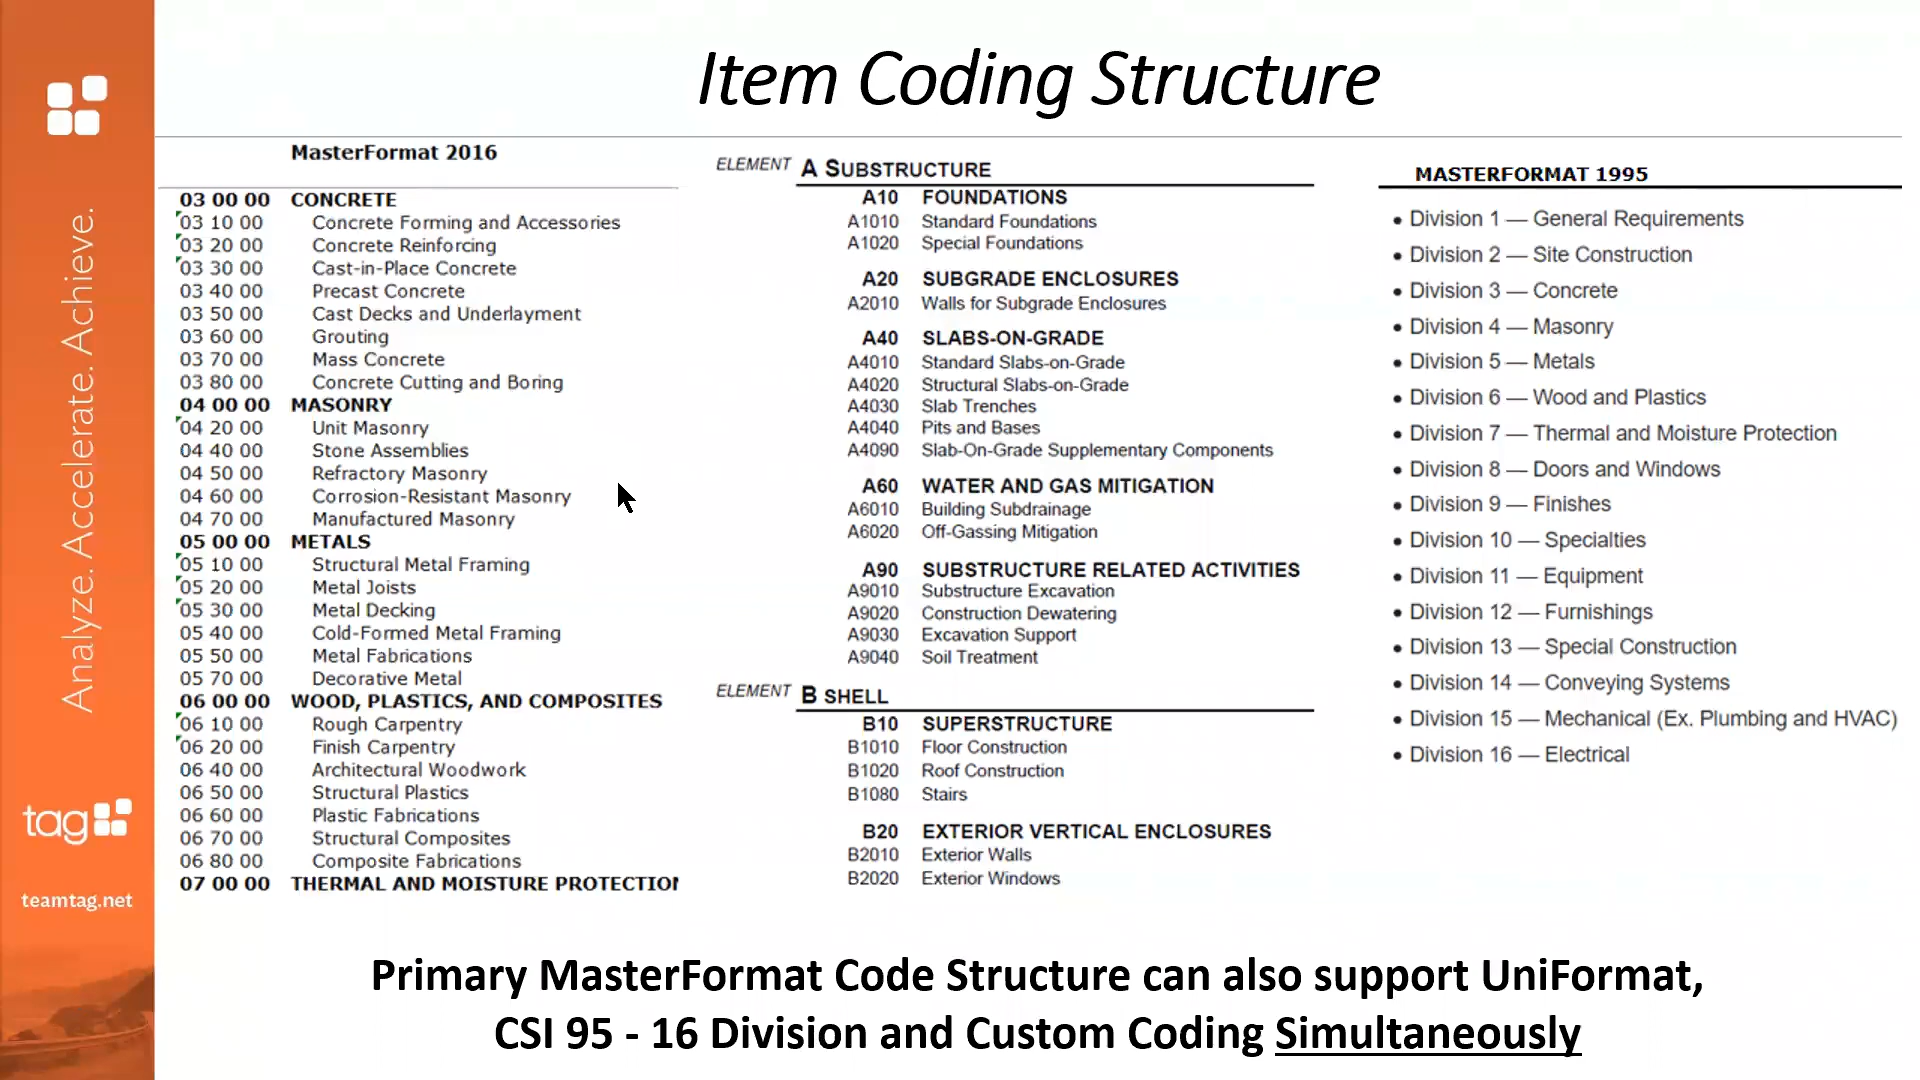 Item Coding Structure
Analyze. Accelerate. Achieve.
tag
teamtag.net
MasterFormat 2016
03 00 00 CONCRETE
03 10 00 Concrete Forming and Accessories
03 20 00 Concrete Reinforcing
03 30 00 Cast-in-Place Concrete
03 40 00 Precast Concrete
03 50 00 Cast Decks and Underlayment
03 60 00 Grouting
03 70 00 Mass Concrete
03 80 00 Concrete Cutting and Boring
04 00 00 MASONRY
04 20 00 Unit Masonry
04 40 00 Stone Assemblies
04 50 00 Refractory Masonry
04 60 00 Corrosion-Resistant Masonry
04 70 00 Manufactured Masonry
05 00 00 METALS
05 10 00 Structural Metal Framing
05 20 00 Metal Joists
05 30 00 Metal Decking
05 40 00 Cold-Formed Metal Framing
05 50 00 Metal Fabrications
05 70 00 Decorative Metal
06 00 00 WOOD, PLASTICS, AND COMPOSITES
06 10 00 Rough Carpentry
06 20 00 Finish Carpentry
06 40 00 Architectural Woodwork
06 50 00 Structural Plastics
06 60 00 Plastic Fabrications
06 70 00 Structural Composites
06 80 00 Composite Fabrications
07 00 00 THERMAL AND MOISTURE PROTECTION
ELEMENT A SUBSTRUCTURE
A10 FOUNDATIONS
A1010 Standard Foundations
A1020 Special Foundations
A20 SUBGRADE ENCLOSURES
A2010 Walls for Subgrade Enclosures
A40 SLABS-ON-GRADE
A4010 Standard Slabs-on-Grade
A4020 Structural Slabs-on-Grade
A4030 Slab Trenches
A4040 Pits and Bases
A4090 Slab-On-Grade Supplementary Components
A60 WATER AND GAS MITIGATION
A6010 Building Subdrainage
A6020 Off-Gassing Mitigation
A90 SUBSTRUCTURE RELATED ACTIVITIES
A9010 Substructure Excavation
A9020 Construction Dewatering
A9030 Excavation Support
A9040 Soil Treatment
ELEMENT B SHELL
B10 SUPERSTRUCTURE
B1010 Floor Construction
B1020 Roof Construction
B1080 Stairs
B20 EXTERIOR VERTICAL ENCLOSURES
B2010 Exterior Walls
B2020 Exterior Windows
MASTERFORMAT 1995
• Division 1 — General Requirements
• Division 2 — Site Construction
• Division 3 — Concrete
• Division 4 — Masonry
• Division 5 — Metals
• Division 6 — Wood and Plastics
• Division 7 — Thermal and Moisture Protection
• Division 8 — Doors and Windows
• Division 9 — Finishes
• Division 10 — Specialties
• Division 11 — Equipment
• Division 12 — Furnishings
• Division 13 — Special Construction
• Division 14 — Conveying Systems
• Division 15 — Mechanical (Ex. Plumbing and HVAC)
• Division 16 — Electrical
Primary MasterFormat Code Structure can also support UniFormat,
CSI 95 - 16 Division and Custom Coding Simultaneously